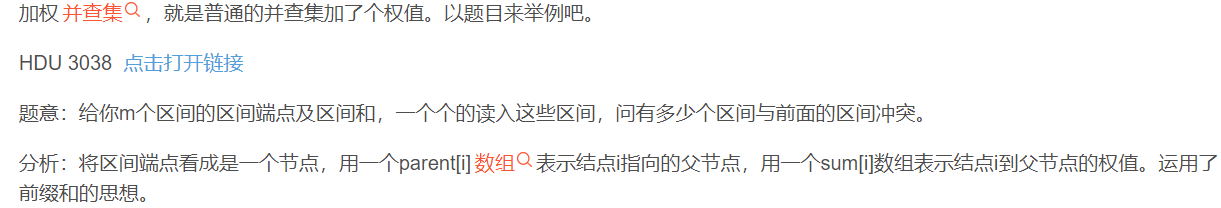 加权 并查集，就是普通的并查集加了个权值。以题目来举例吧。
HDU 3038 点击打开链接
题意：给你m个区间的区间端点及区间和，一个个的读入这些区间，问有多少个区间与前面的区间冲突。
分析：将区间端点看成是一个节点，用一个parent[i] 数组 表示结点i指向的父节点，用一个sum[i]数组表示结点i到父节点的权值。运用了
前缀和的思想。